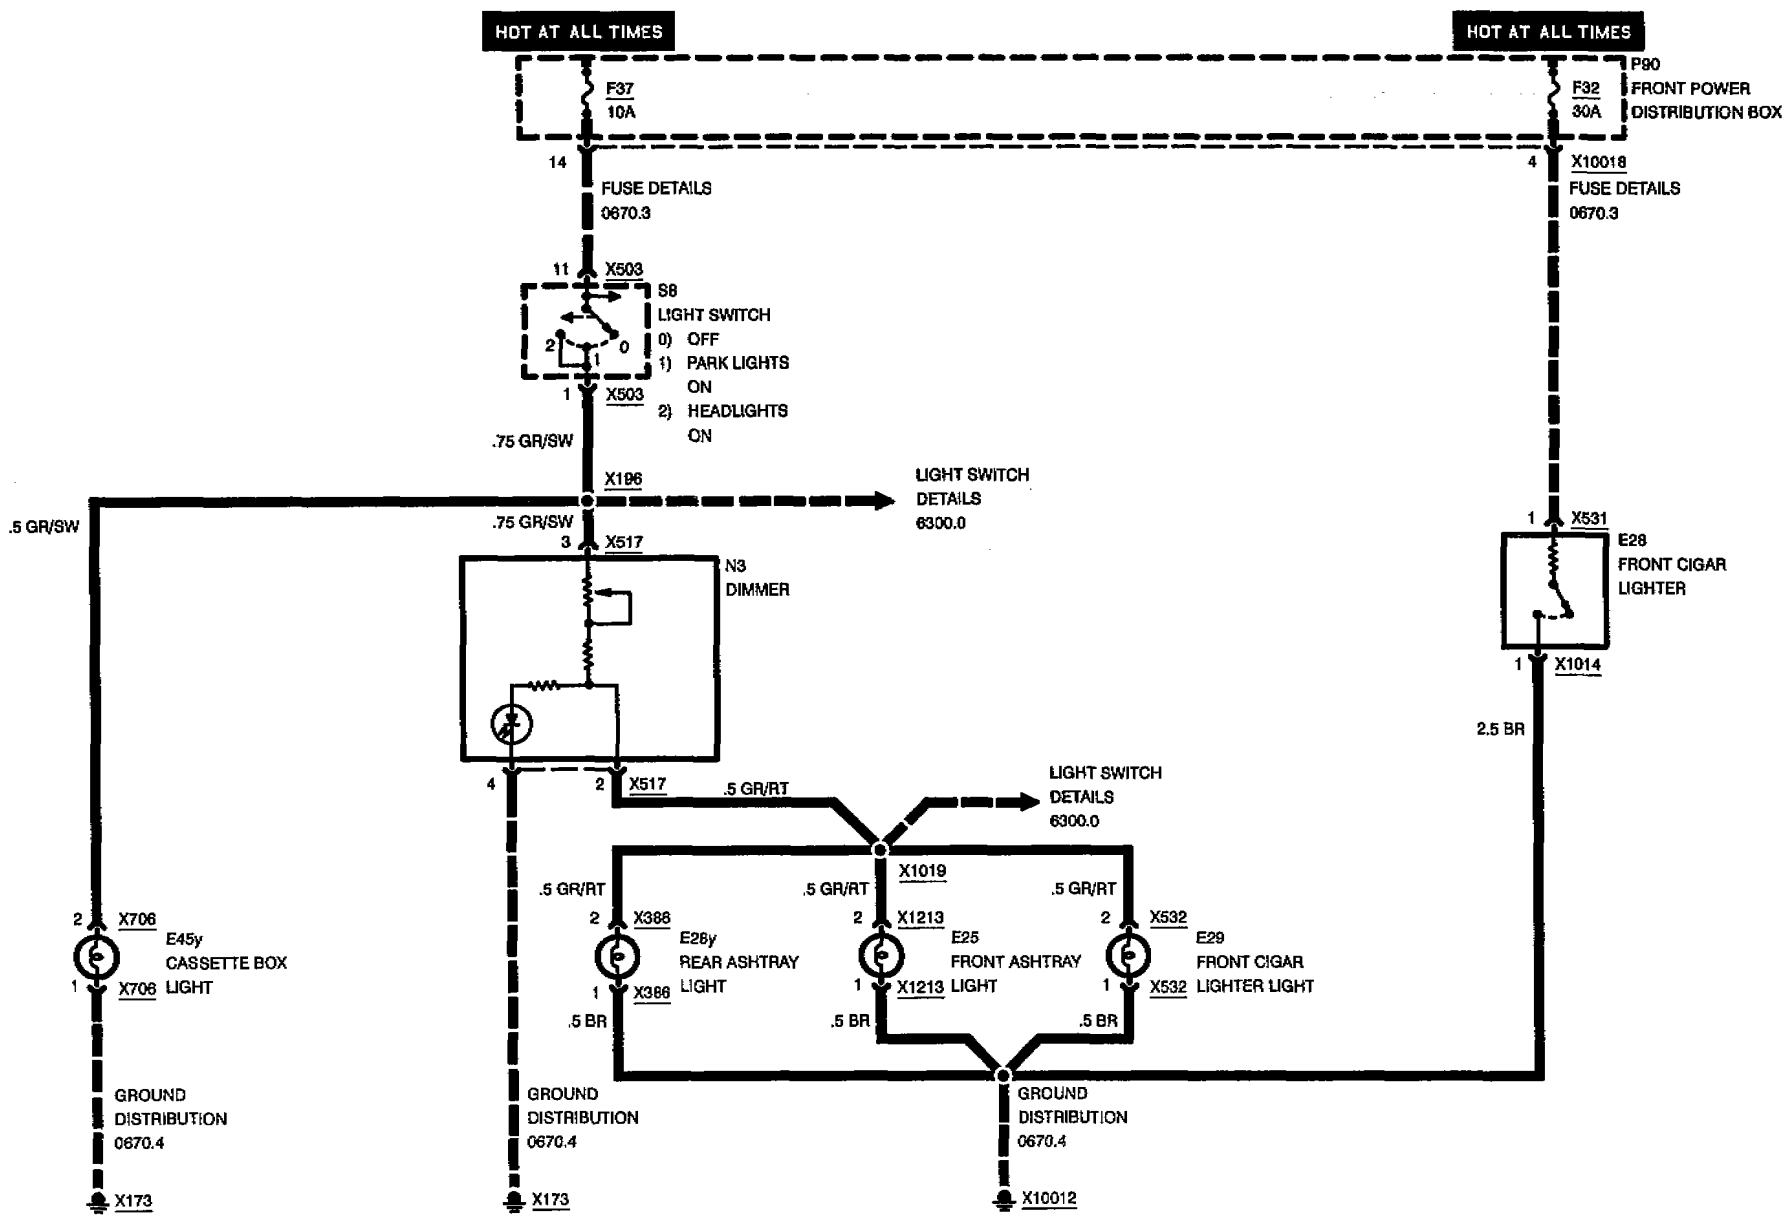 HOT AT ALL TIMES
HOT AT ALL TIMES
F37
10A
F32
30A
P90
FRONT POWER
DISTRIBUTION BOX
14
4
X10018
FUSE DETAILS
0670.3
FUSE DETAILS
0670.3
11
X503
S8
LIGHT SWITCH
0) OFF
1) PARK LIGHTS
ON
2) HEADLIGHTS
ON
2
1
0
1
X503
.75 GR/SW
X196
LIGHT SWITCH
DETAILS
6300.0
.5 GR/SW
.75 GR/SW
3
X517
N3
DIMMER
1
X531
E28
FRONT CIGAR
LIGHTER
1
X1014
2.5 BR
4
2
X517
.5 GR/RT
LIGHT SWITCH
DETAILS
6300.0
X1019
.5 GR/RT
.5 GR/RT
.5 GR/RT
2
X706
E45y
CASSETTE BOX
LIGHT
1
X706
2
X386
E26y
REAR ASHTRAY
LIGHT
1
X386
2
X1213
E25
FRONT ASHTRAY
LIGHT
1
X1213
2
X532
E29
FRONT CIGAR
LIGHTER LIGHT
1
X532
.5 BR
.5 BR
.5 BR
GROUND
DISTRIBUTION
0670.4
GROUND
DISTRIBUTION
0670.4
GROUND
DISTRIBUTION
0670.4
X173
X173
X10012